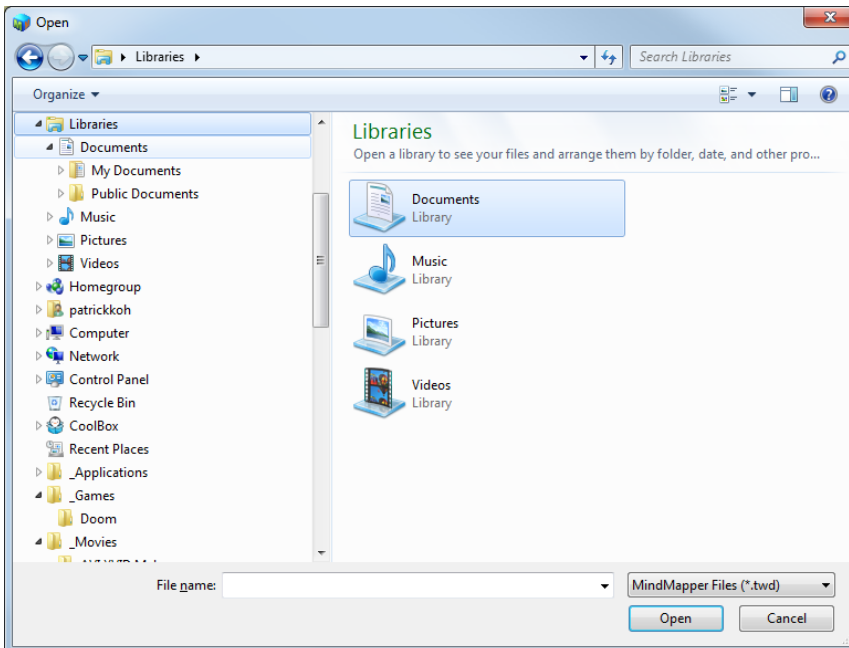 Open
Libraries
Search Libraries
Organize
Libraries
Documents
My Documents
Public Documents
Music
Pictures
Videos
Homegroup
patrickkoh
Computer
Network
Control Panel
Recycle Bin
CoolBox
Recent Places
_Applications
_Games
Doom
_Movies
Libraries
Open a library to see your files and arrange them by folder, date, and other pro...
Documents
Library
Music
Library
Pictures
Library
Videos
Library
File name:
MindMapper Files (*.twd)
Open
Cancel